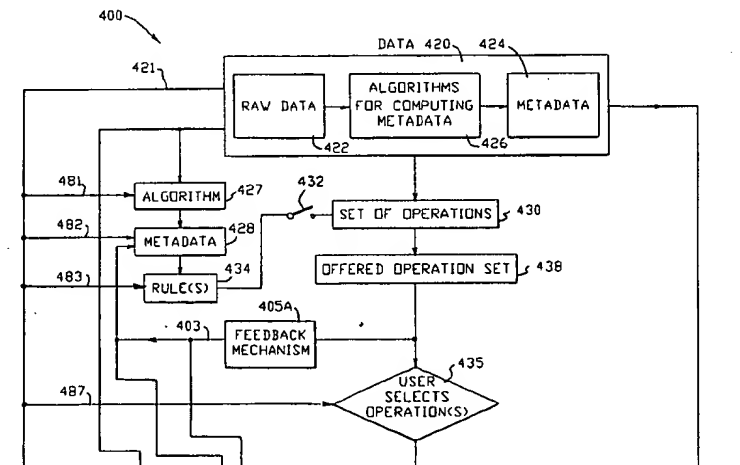 400
DATA 420
424
421
RAW DATA
ALGORITHMS
FOR COMPUTING
METADATA
METADATA
422
426
481
ALGORITHM
427
432
SET OF OPERATIONS
430
482
METADATA
428
434
OFFERED OPERATION SET
438
483
RULE(S)
405A
403
FEEDBACK
MECHANISM
435
USER
SELECTS
OPERATION(S)
487